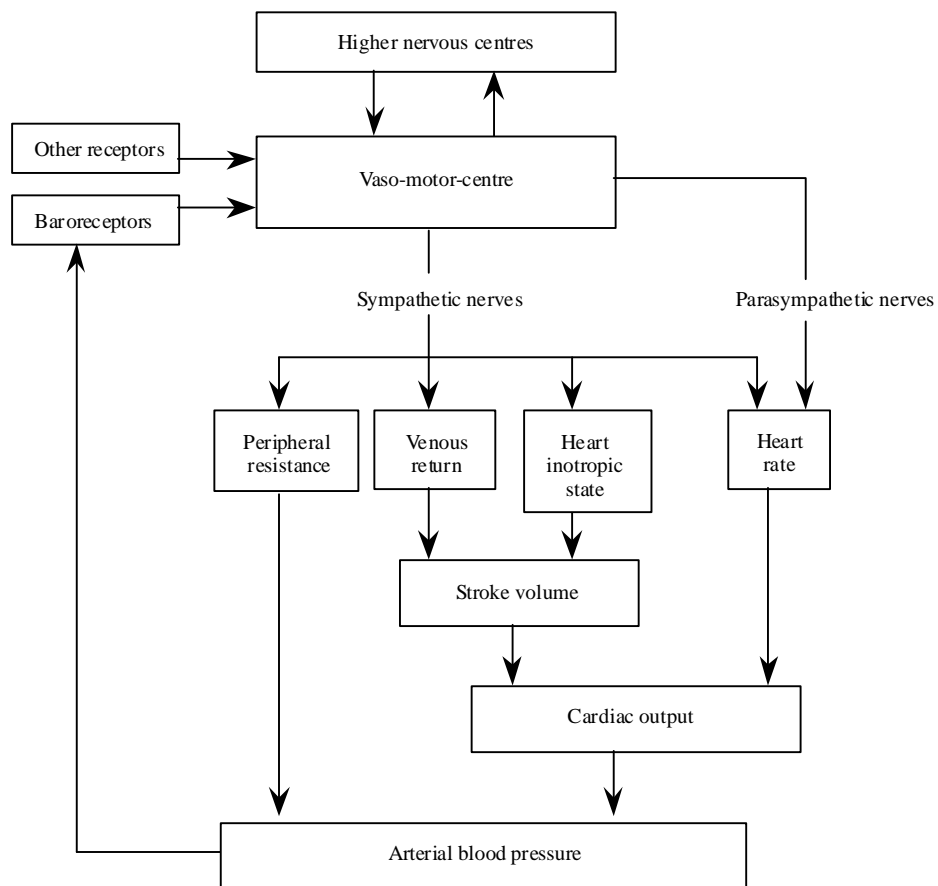 Higher nervous centres
Other receptors
Vaso-motor-centre
Baroreceptors
Sympathetic nerves
Parasympathetic nerves
Peripheral
resistance
Venous
return
Heart
inotropic
state
Heart
rate
Stroke volume
Cardiac output
Arterial blood pressure